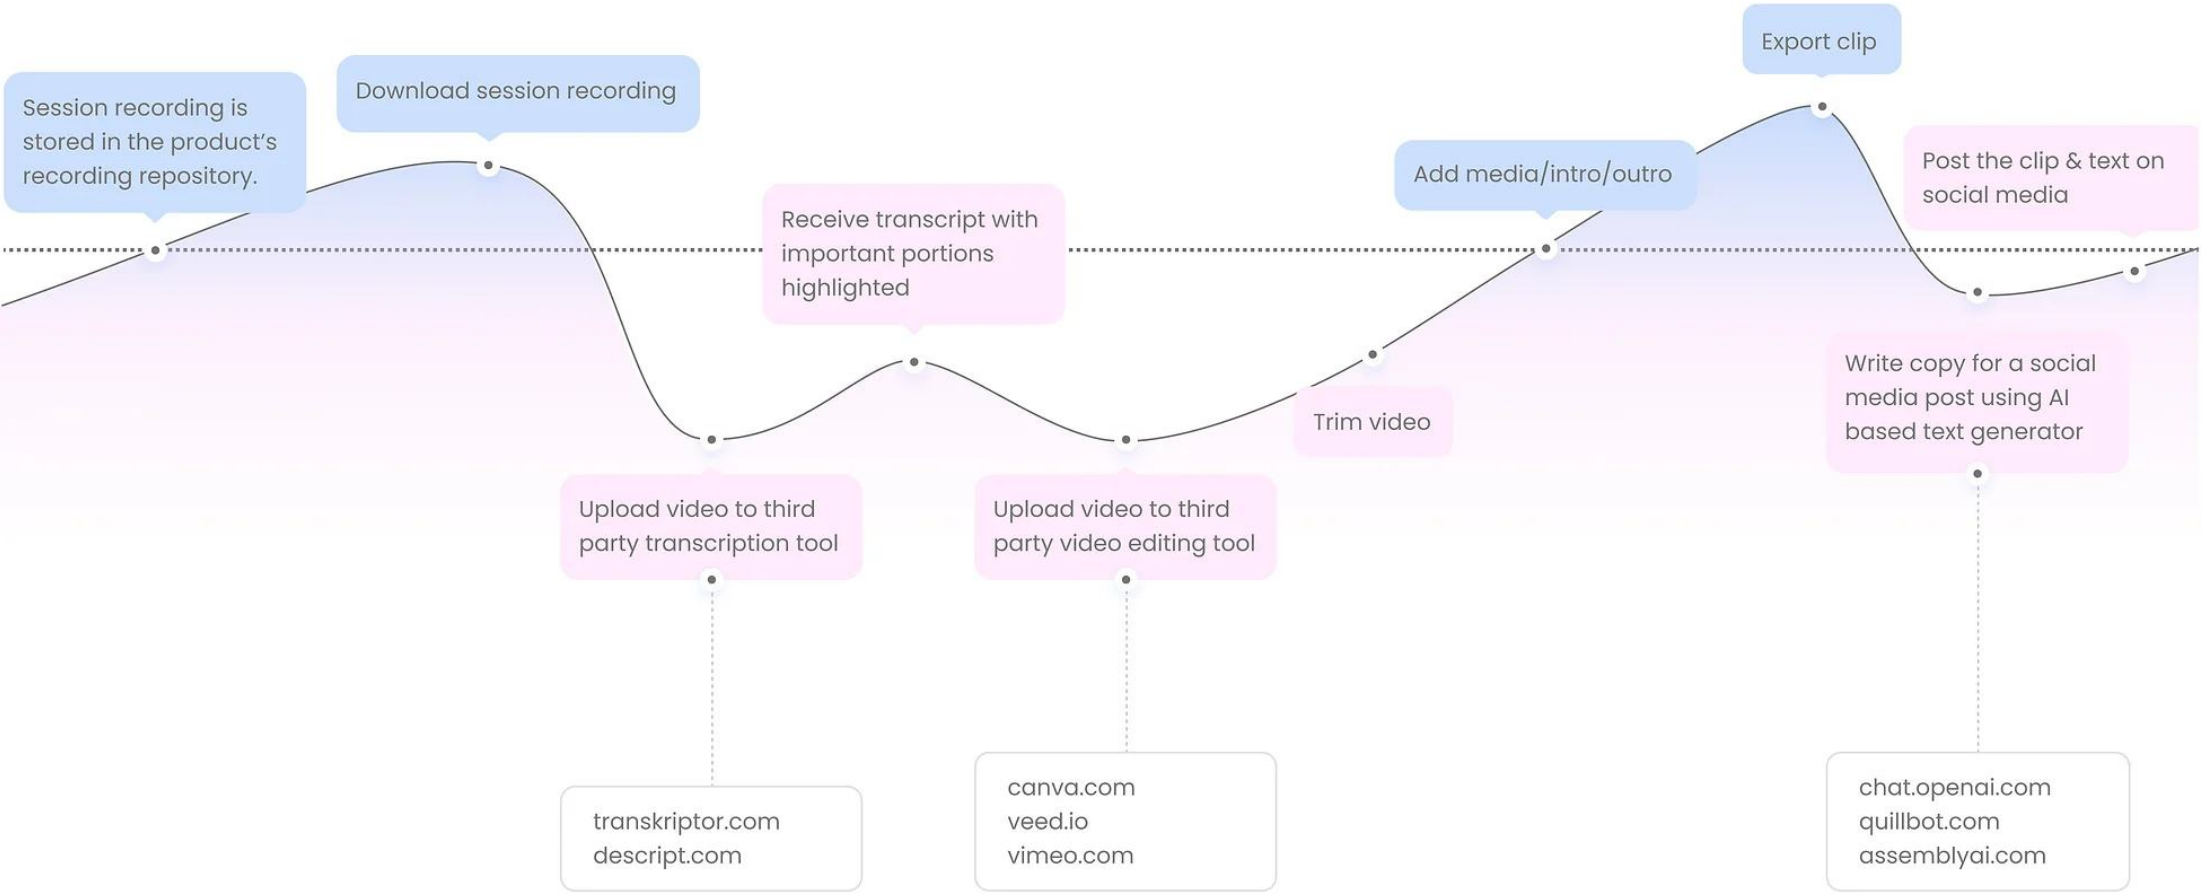 Session recording is
stored in the product’s
recording repository.
Download session recording
Upload video to third
party transcription tool
transkriptor.com
descript.com
Receive transcript with
important portions
highlighted
Upload video to third
party video editing tool
canva.com
veed.io
vimeo.com
Trim video
Add media/intro/outro
Export clip
Write copy for a social
media post using AI
based text generator
chat.openai.com
quillbot.com
assemblyai.com
Post the clip & text on
social media